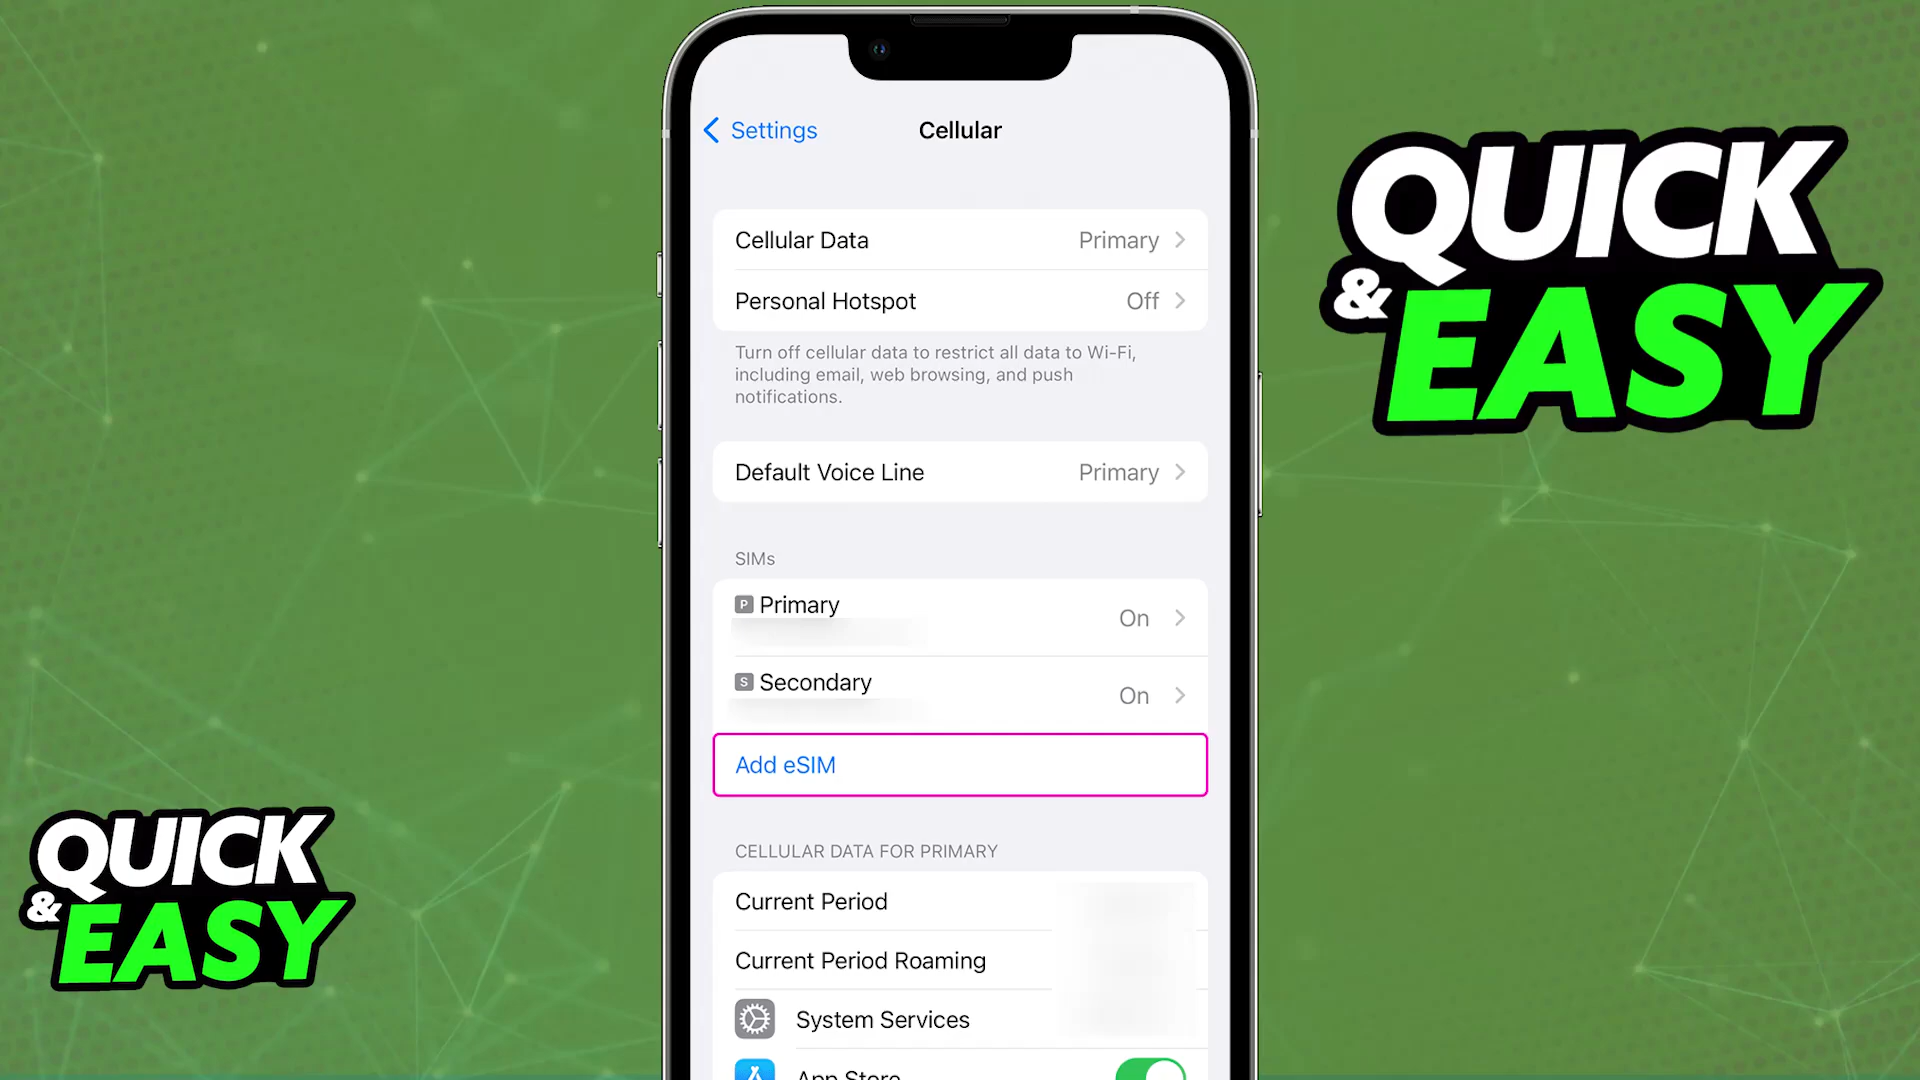 Settings
Cellular
Cellular Data Primary
Personal Hotspot Off
Turn off cellular data to restrict all data to Wi-Fi,
including email, web browsing, and push
notifications.
Default Voice Line Primary
SIMs
P Primary On
S Secondary On
Add eSIM
CELLULAR DATA FOR PRIMARY
Current Period
Current Period Roaming
System Services
App Store
QUICK
& EASY
QUICK
& EASY